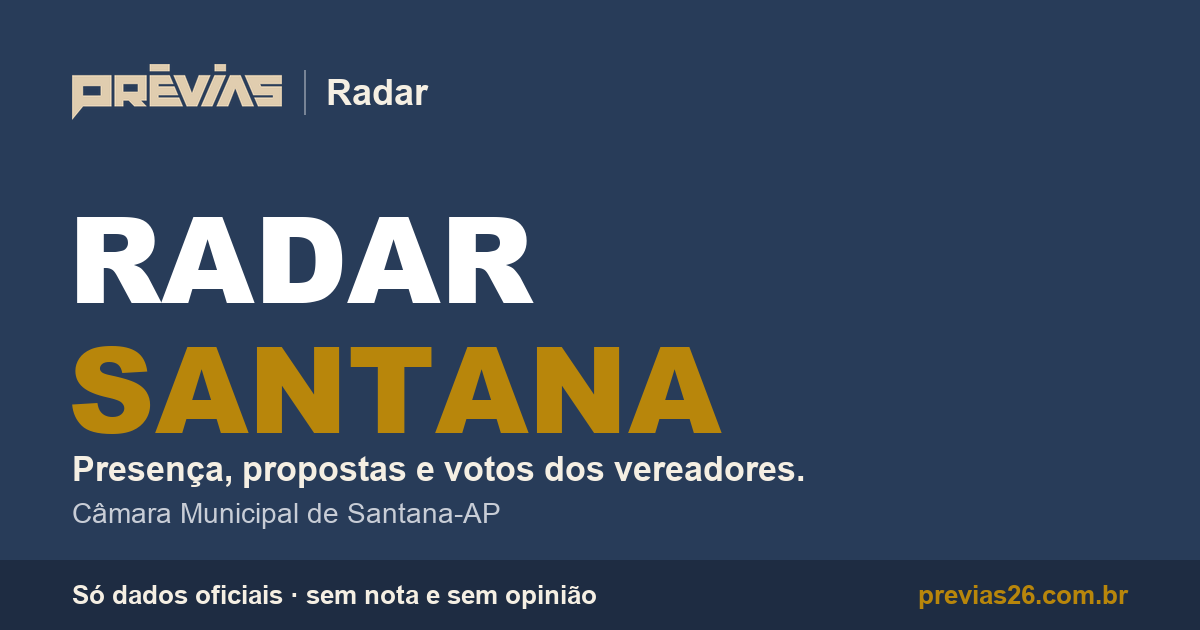 PRÉVIAS | Radar
RADAR
SANTANA
Presença, propostas e votos dos vereadores.
Câmara Municipal de Santana-AP
Só dados oficiais · sem nota e sem opinião
previas26.com.br